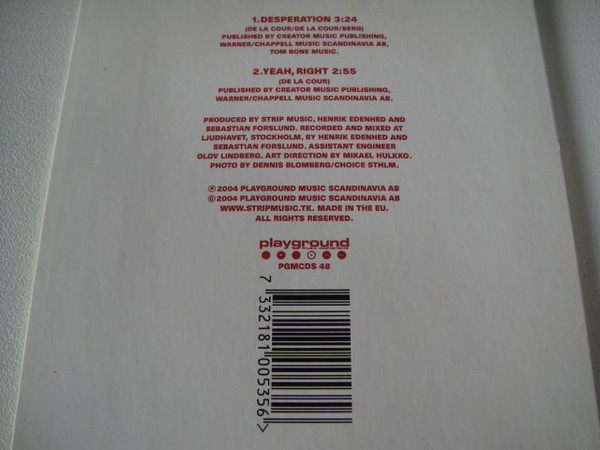 1.DESPERATION 3:24
(DE LA COUR/DE LA COUR/BERG)
PUBLISHED BY CREATOR MUSIC PUBLISHING,
WARNER/CHAPPELL MUSIC SCANDINAVIA AB,
TOM BONE MUSIC.
2.YEAH, RIGHT 2:55
(DE LA COUR)
PUBLISHED BY CREATOR MUSIC PUBLISHING,
WARNER/CHAPPELL MUSIC SCANDINAVIA AB.
PRODUCED BY STRIP MUSIC, HENRIK EDENHED AND
SEBASTIAN FORSLUND. RECORDED AND MIXED AT
LJUDHAVET, STOCKHOLM, BY HENRIK EDENHED AND
SEBASTIAN FORSLUND. ASSISTANT ENGINEER
OLOV LINDBERG. ART DIRECTION BY MIKAEL HULKKO.
PHOTO BY DENNIS BLOMBERG/CHOICE STHLM.
℗2004 PLAYGROUND MUSIC SCANDINAVIA AB
©2004 PLAYGROUND MUSIC SCANDINAVIA AB
WWW.STRIPMUSIC.TK. MADE IN THE EU.
ALL RIGHTS RESERVED.
playground
music scandinavia
PGMCDS 48
7 332181 005356>